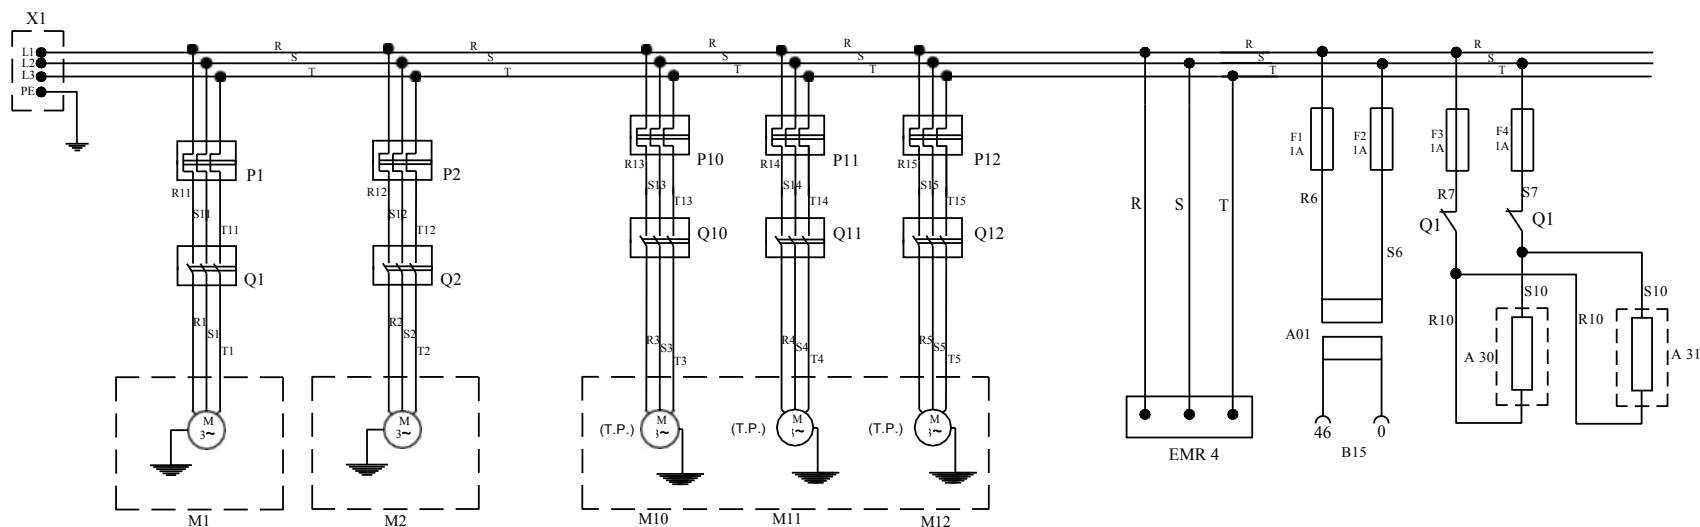 X1
L1
L2
L3
PE
R R R R R R
S S S S S S
T T T T T T
P1 P2 P10 P11 P12
R11 R12 R13 R14 R15
S11 S12 S13 S14 S15
T11 T12 T13 T14 T15
Q1 Q2 Q10 Q11 Q12
R1 R2 R3 R4 R5
S1 S2 S3 S4 S5
T1 T2 T3 T4 T5
M 3~
M 3~
(T.P.) M 3~
(T.P.) M 3~
(T.P.) M 3~
M1 M2 M10 M11 M12
R S T
EMR 4
F1 1A
F2 1A
F3 1A
F4 1A
R6
S6
A01
46 0
B15
R7 S7
Q1 Q1
S10 S10
R10 R10
A 30 A 31